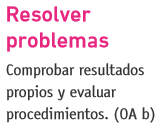 Resolver
problemas
Comprobar resultados
propios y evaluar
procedimientos. (OA b)